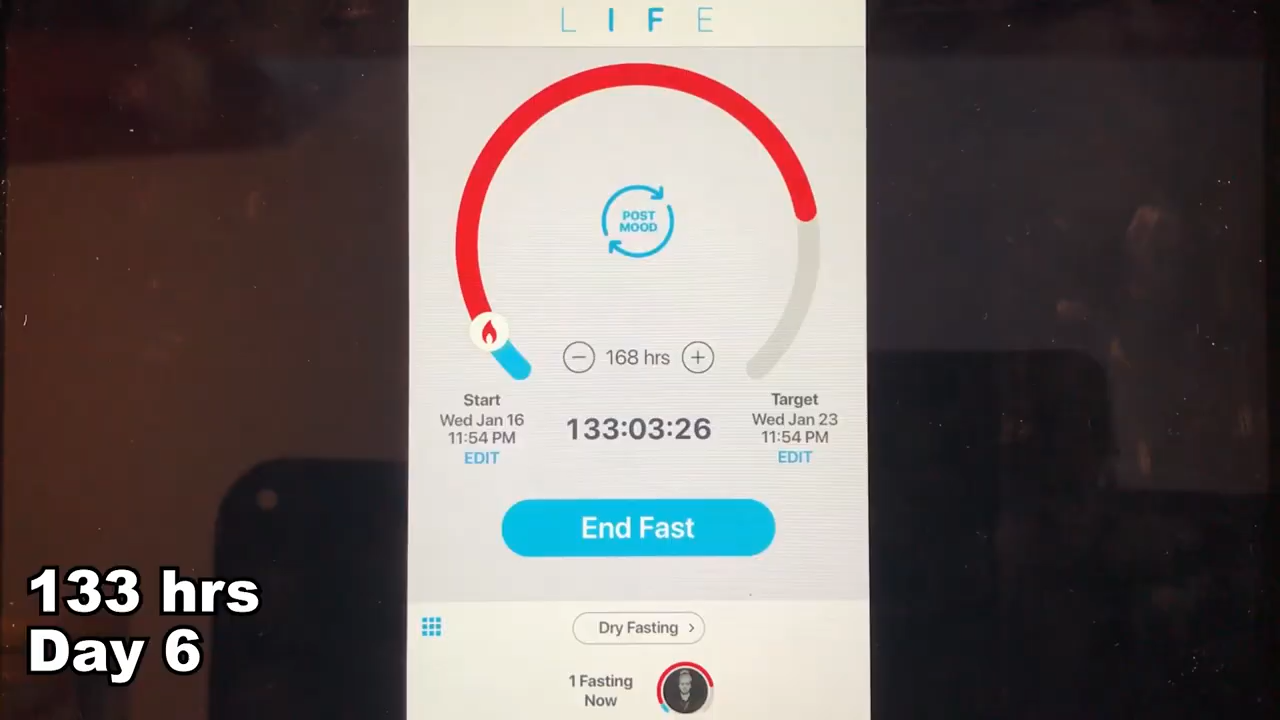 LIFE
POST
MOOD
168 hrs
Start
Wed Jan 16
11:54 PM
EDIT
133:03:26
Target
Wed Jan 23
11:54 PM
EDIT
End Fast
Dry Fasting >
1 Fasting
Now
133 hrs
Day 6